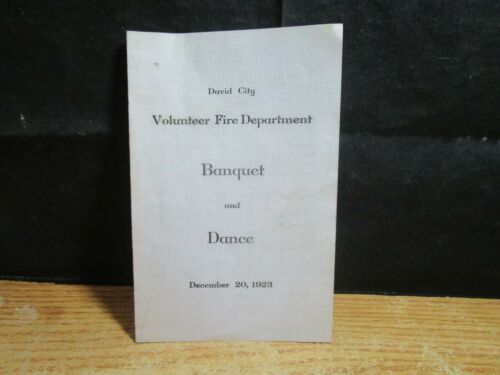 David City
Volunteer Fire Department
Banquet
and
Dance
December 20, 1923